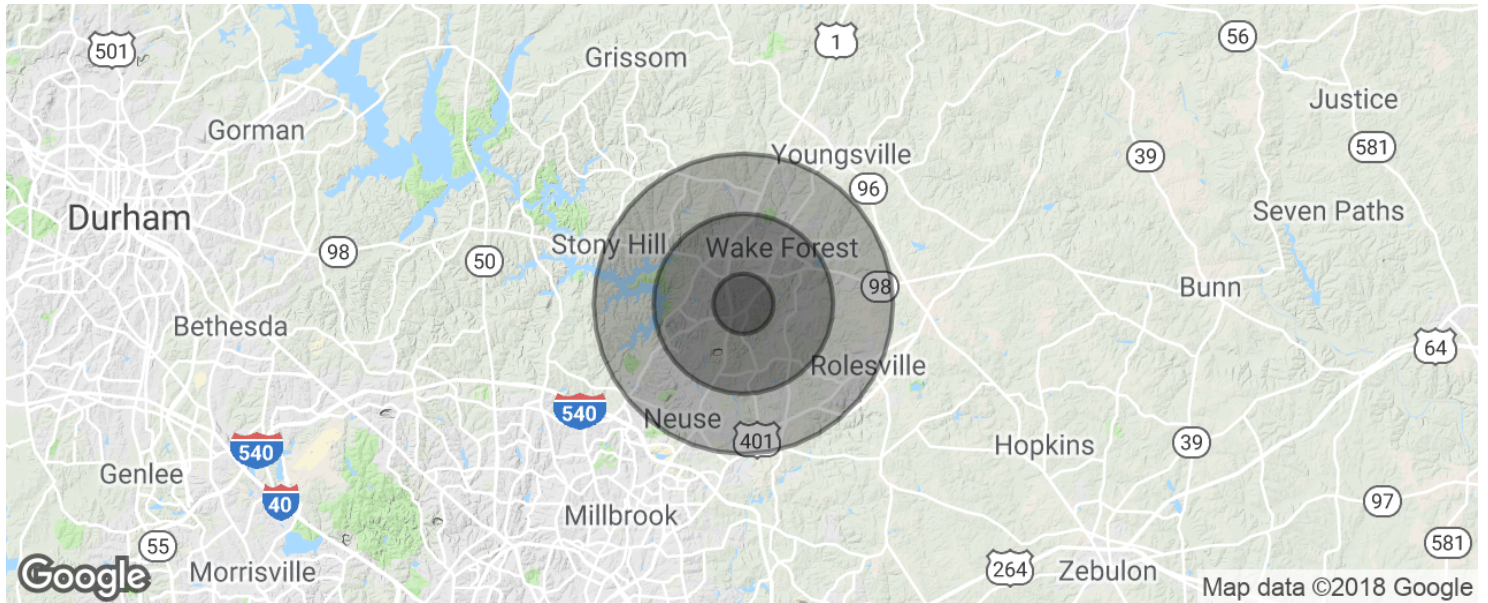 501
Grissom
1
56
Justice
Gorman
581
Youngsville
39
96
Durham
Seven Paths
Stony Hill
Wake Forest
98
50
98
Bunn
Bethesda
64
Rolesville
540
Neuse
401
540
Hopkins
39
Genlee
40
97
Millbrook
55
581
Morrisville
264
Zebulon
Google
Map data ©2018 Google